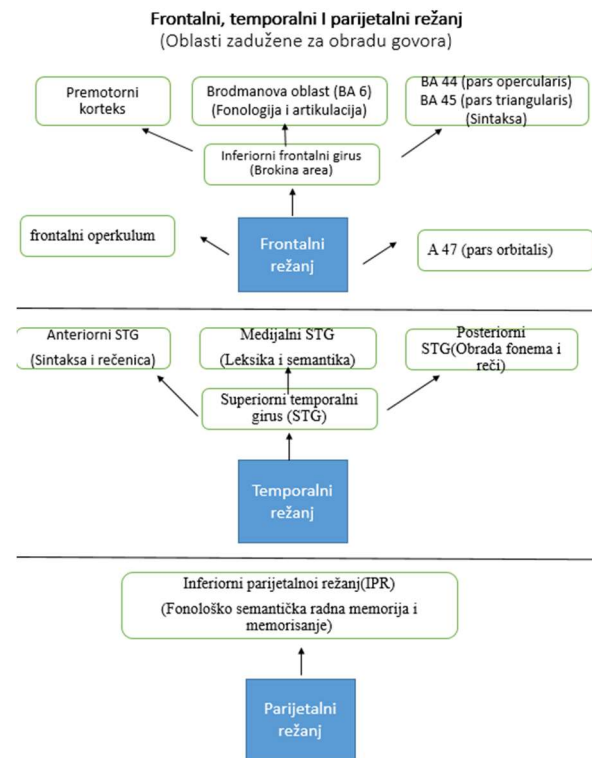 Frontalni, temporalni I parijetalni režanj
(Oblasti zadužene za obradu govora)
Premotorni
korteks
Brodmanova oblast (BA 6)
(Fonologija i artikulacija)
BA 44 (pars opercularis)
BA 45 (pars triangularis)
(Sintaksa)
Inferiorni frontalni girus
(Brokina area)
frontalni operkulum
Frontalni
režanj
A 47 (pars orbitalis)
Anteriorni STG
(Sintaksa i rečenica)
Medijalni STG
(Leksika i semantika)
Posteriorni
STG(Obrada fonema i
reči)
Superiorni temporalni
girus (STG)
Temporalni
režanj
Inferiorni parijetalnoi režanj(IPR)
(Fonološko semantička radna memorija i
memorisanje)
Parijetalni
režanj